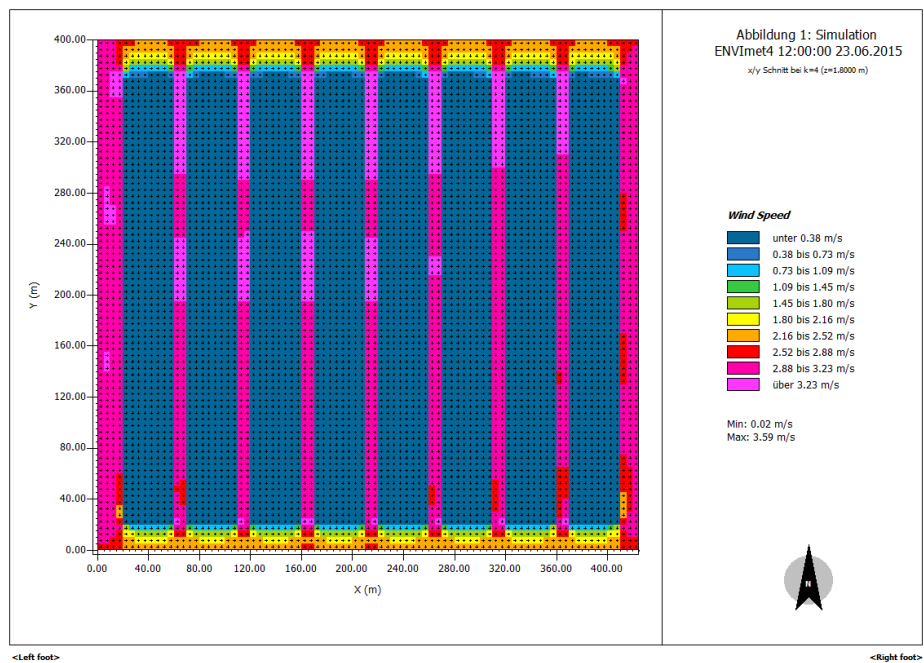 Abbildung 1: Simulation
ENVImet4 12:00:00 23.06.2015
x/y Schnitt bei k=4 (z=1.8000 m)
400.00
360.00
320.00
280.00
240.00
200.00
160.00
120.00
80.00
40.00
0.00
Y (m)
0.00 40.00 80.00 120.00 160.00 200.00 240.00 280.00 320.00 360.00 400.00
X (m)
Wind Speed
unter 0.38 m/s
0.38 bis 0.73 m/s
0.73 bis 1.09 m/s
1.09 bis 1.45 m/s
1.45 bis 1.80 m/s
1.80 bis 2.16 m/s
2.16 bis 2.52 m/s
2.52 bis 2.88 m/s
2.88 bis 3.23 m/s
über 3.23 m/s
Min: 0.02 m/s
Max: 3.59 m/s
N
<Left foot>
<Right foot>